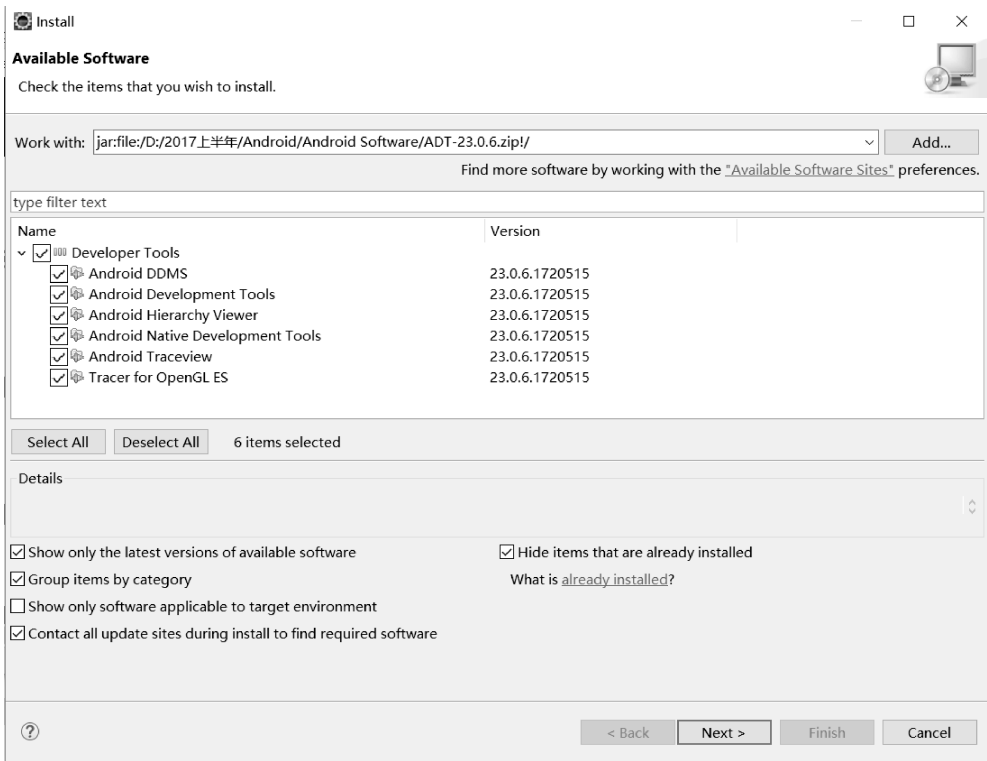 Install
Available Software
Check the items that you wish to install.
Work with: jar:file:/D:/2017上半年/Android/Android Software/ADT-23.0.6.zip!/ Add...
Find more software by working with the "Available Software Sites" preferences.
type filter text
Name Version
Developer Tools
Android DDMS 23.0.6.1720515
Android Development Tools 23.0.6.1720515
Android Hierarchy Viewer 23.0.6.1720515
Android Native Development Tools 23.0.6.1720515
Android Traceview 23.0.6.1720515
Tracer for OpenGL ES 23.0.6.1720515
Select All Deselect All 6 items selected
Details
Show only the latest versions of available software Hide items that are already installed
Group items by category What is already installed?
Show only software applicable to target environment
Contact all update sites during install to find required software
? < Back Next > Finish Cancel